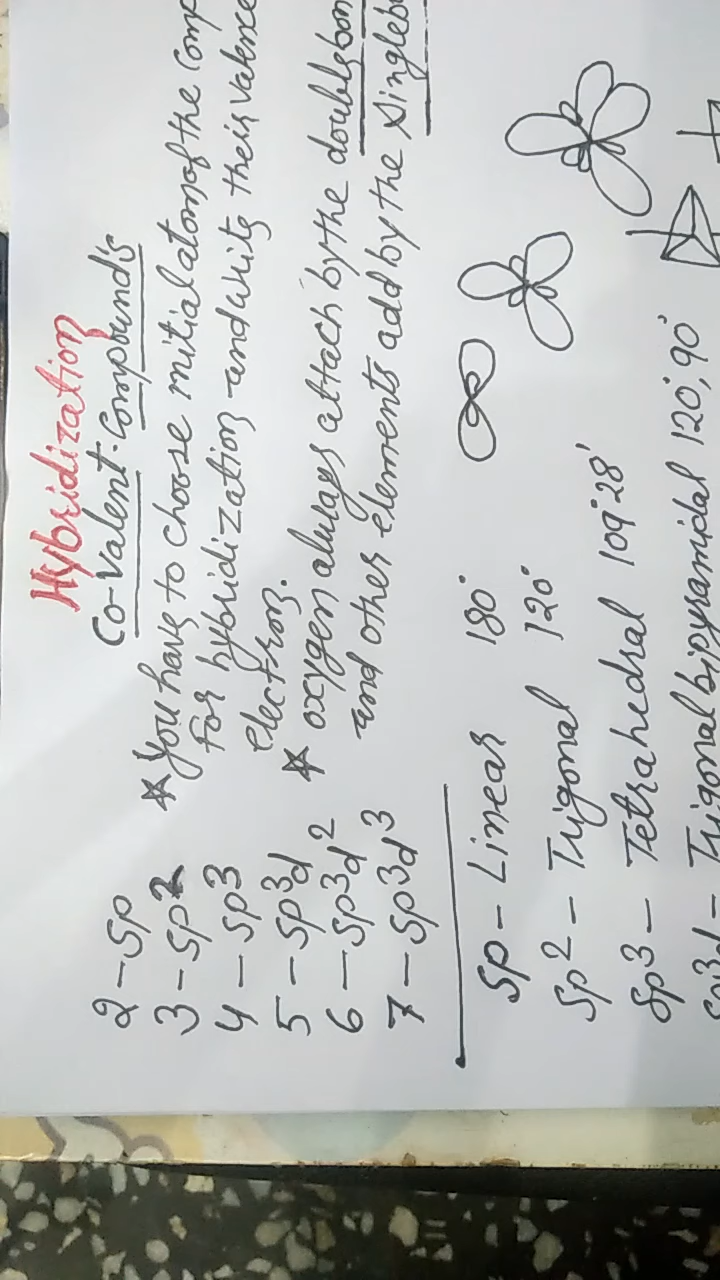 Hybridization
Co-Valent-Compound's
2 - sp
3 - sp2
4 - sp3
5 - sp3d
6 - sp3d2
7 - sp3d3
* You have to choose initial atom of the comp
for hybridization and write their valence
electron.
* oxygen always attach by the doublebon
and other elements add by the Singleb
sp - Linear 180°
sp2 - Trigonal 120°
sp3 - Tetrahedral 109°28'
sp3d - Trigonal bipyramidal 120°, 90°